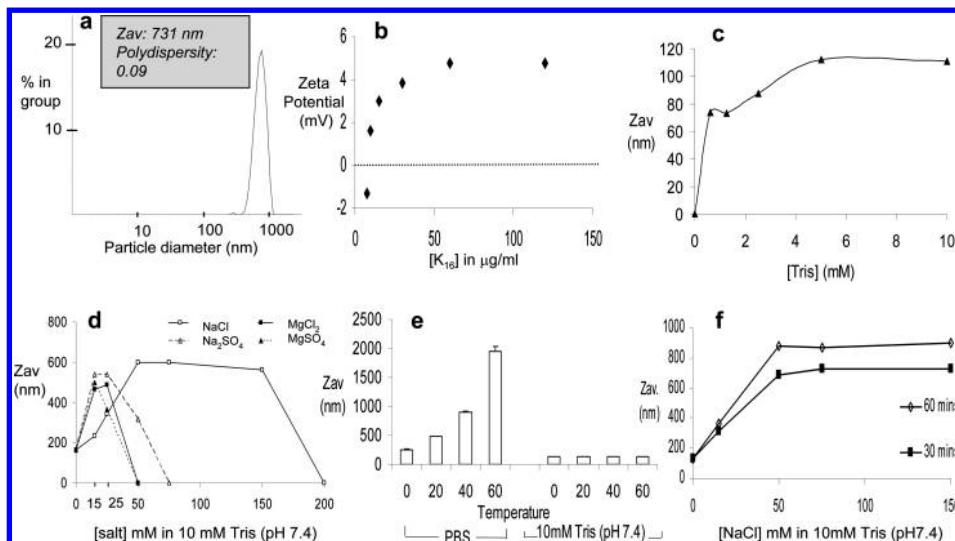 a
Zav: 731 nm
Polydispersity:
0.09
20
% in
group
10
10 100 1000
Particle diameter (nm)
b
6
4
2
0
-2
Zeta
Potential
(mV)
0 50 100 150
[K16] in μg/ml
c
120
100
80
60
40
20
0
Zav
(nm)
0 2 4 6 8 10
[Tris] (mM)
d
NaCl
Na2SO4
MgCl2
MgSO4
800
600
400
200
0
Zav
(nm)
0 15 25 50 100 150 200
[salt] mM in 10 mM Tris (pH 7.4)
e
2500
2000
1500
1000
500
0
Zav
(nm)
0 20 40 60 0 20 40 60
Temperature
PBS 10mM Tris (pH 7.4)
f
1000
800
600
400
200
0
Zav.
(nm)
60 mins
30 mins
0 50 100 150
[NaCl] mM in 10mM Tris (pH7.4)